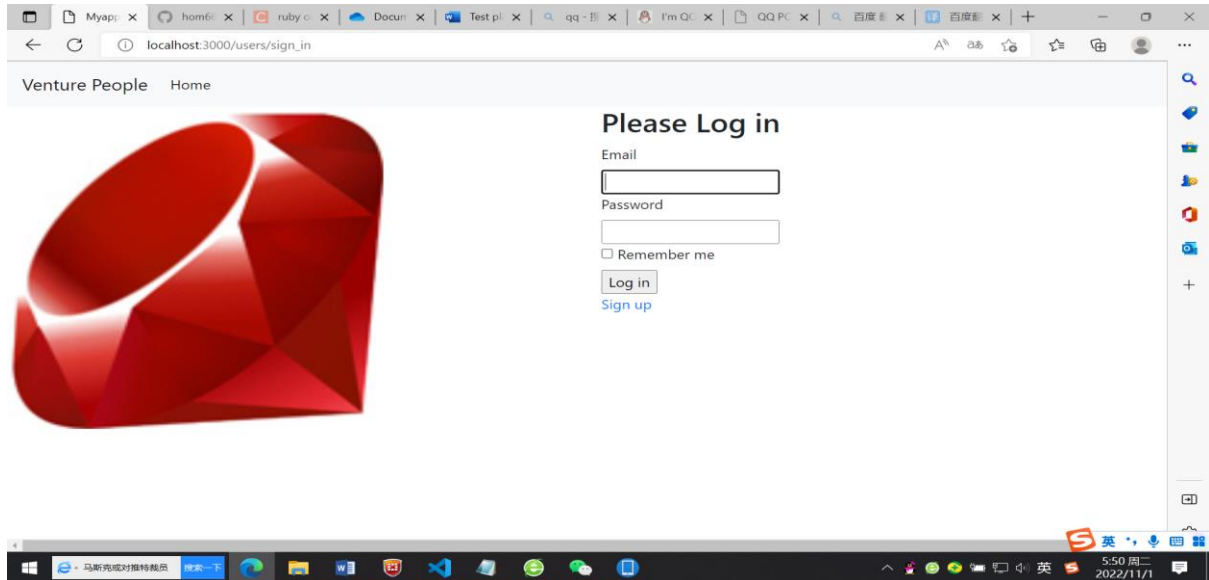 Myapp
hom6
ruby o
Docum
Test pl
qq - 搜
I'm QQ
QQ PC
百度
百度
localhost:3000/users/sign_in
Venture People Home
Please Log in
Email
Password
Remember me
Log in
Sign up
英
马斯克或对推特裁员 搜索一下
英
5:50 周二
2022/11/1